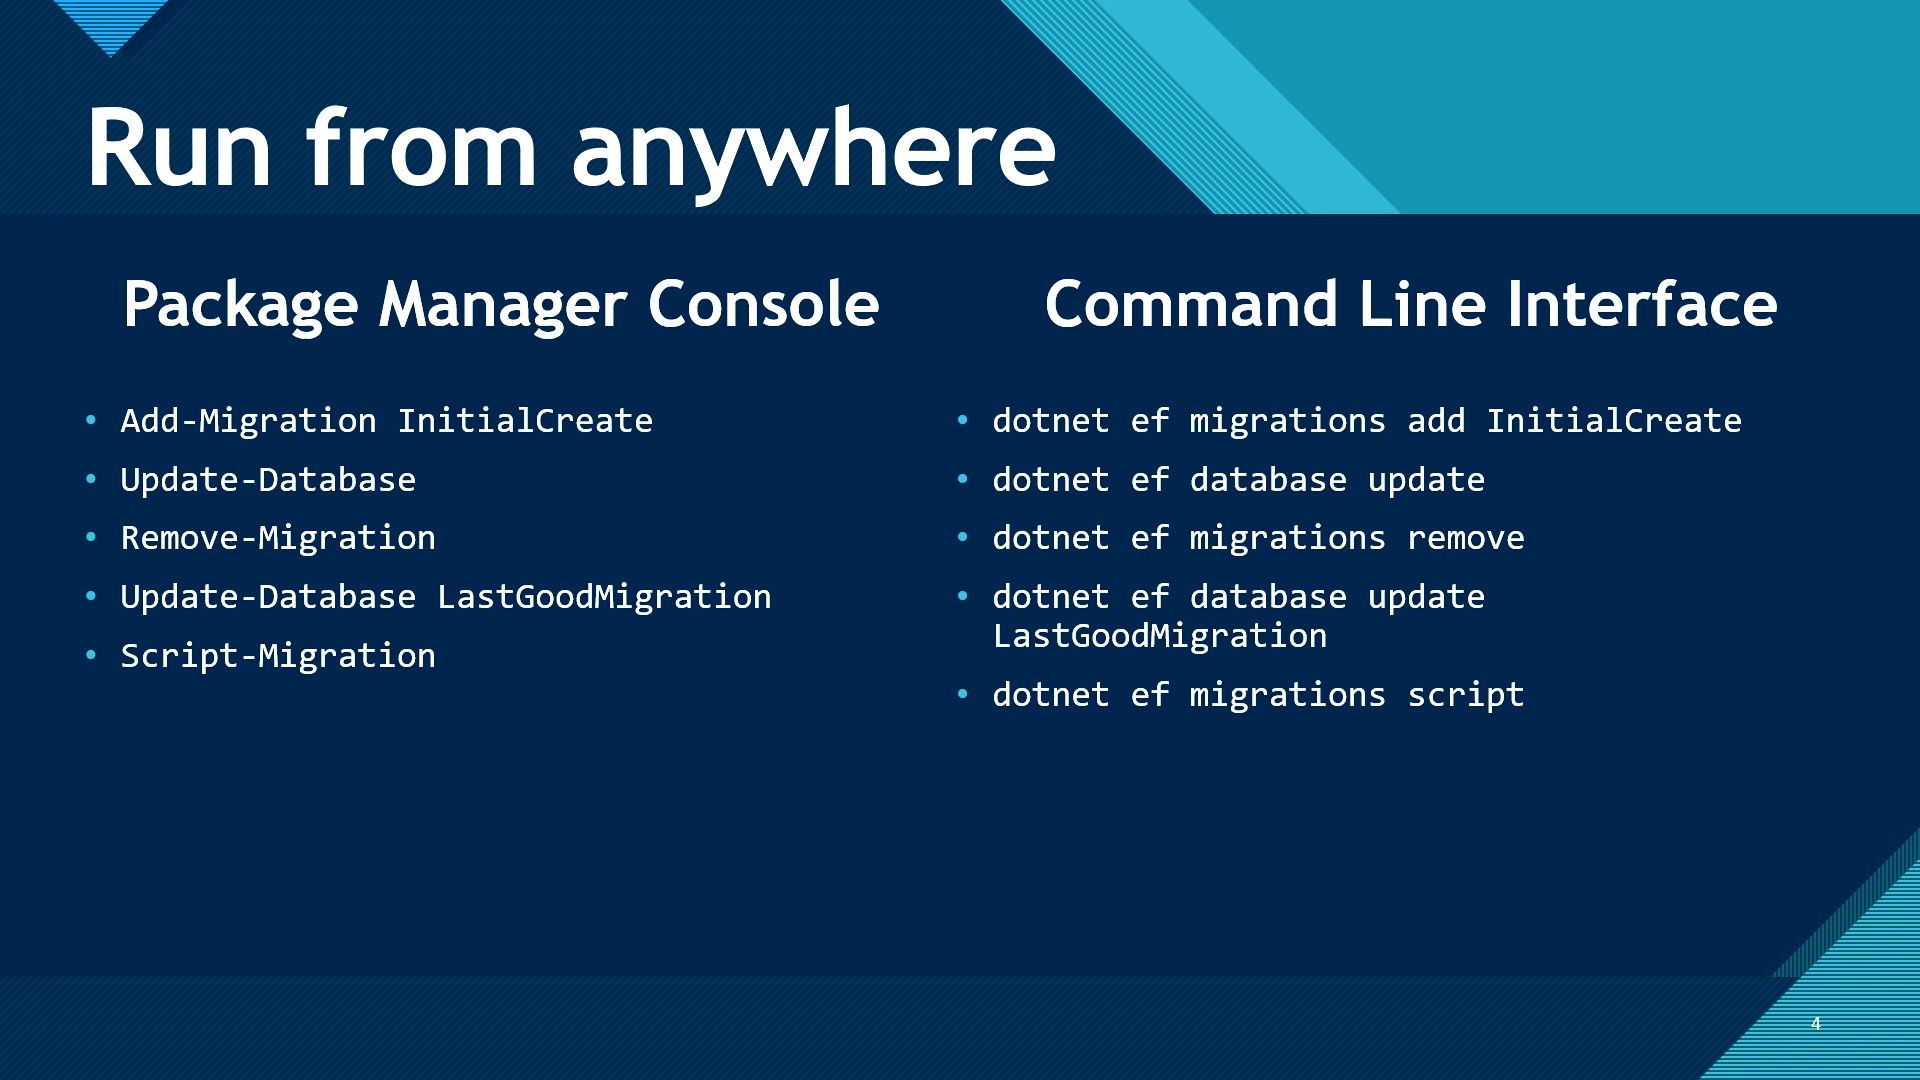 Run from anywhere
Package Manager Console
• Add-Migration InitialCreate
• Update-Database
• Remove-Migration
• Update-Database LastGoodMigration
• Script-Migration
Command Line Interface
• dotnet ef migrations add InitialCreate
• dotnet ef database update
• dotnet ef migrations remove
• dotnet ef database update
LastGoodMigration
• dotnet ef migrations script
4